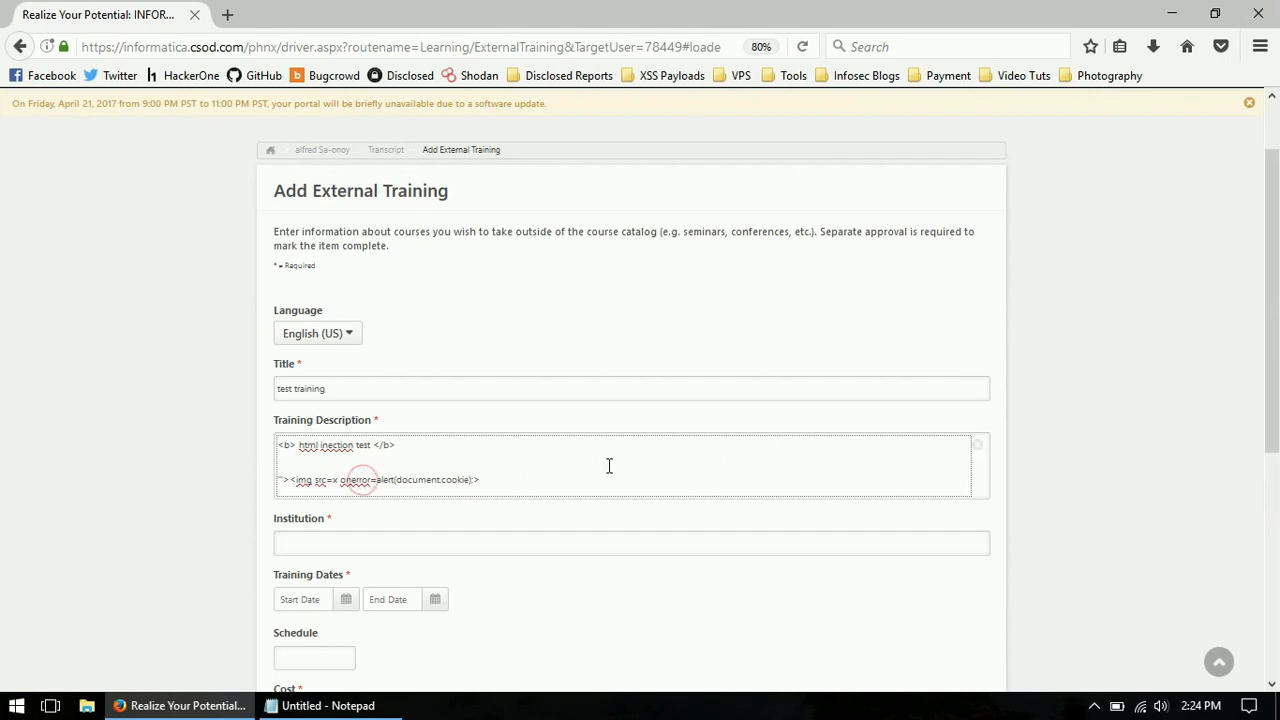 Realize Your Potential: INFOR...
https://informatica.csod.com/phnx/driver.aspx?routename=Learning/ExternalTraining&TargetUser=78449#loade
80%
Search
Facebook Twitter HackerOne GitHub Bugcrowd Disclosed Shodan Disclosed Reports XSS Payloads VPS Tools Infosec Blogs Payment Video Tuts Photography
On Friday, April 21, 2017 from 9:00 PM PST to 11:00 PM PST, your portal will be briefly unavailable due to a software update.
alfred Sa-onoy Transcript Add External Training
Add External Training
Enter information about courses you wish to take outside of the course catalog (e.g. seminars, conferences, etc.). Separate approval is required to
mark the item complete.
* = Required
Language
English (US)
Title *
test training
Training Description *
<b> html inection test </b>
'"><img src=x onerror=alert(document.cookie);>
Institution *
Training Dates *
Start Date End Date
Schedule
Cost *
Realize Your Potential... Untitled - Notepad 2:24 PM